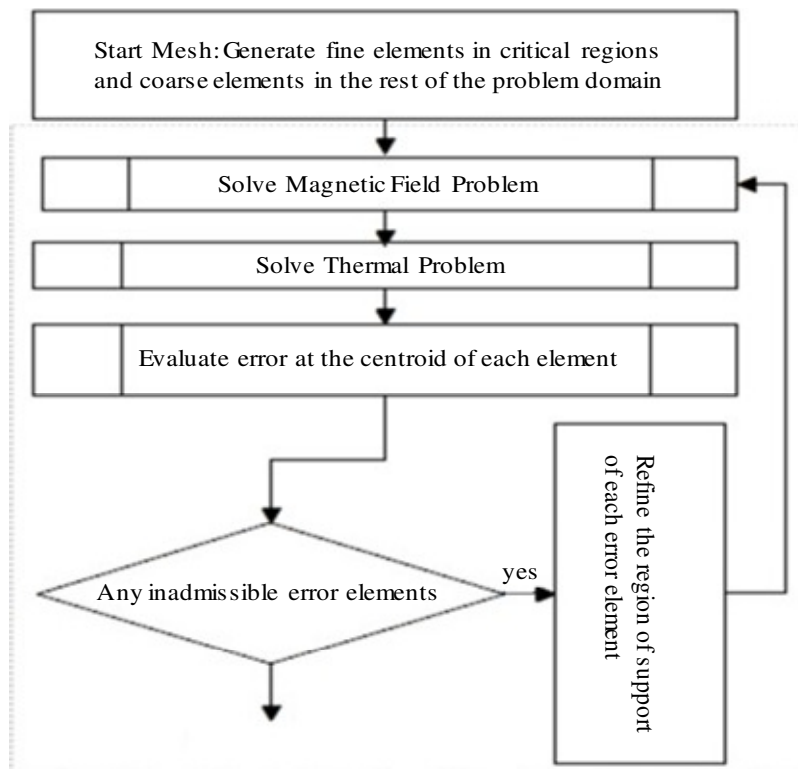 Start Mesh: Generate fine elements in critical regions
and coarse elements in the rest of the problem domain
Solve Magnetic Field Problem
Solve Thermal Problem
Evaluate error at the centroid of each element
Any inadmissible error elements
yes
Refine the region of support
of each error element